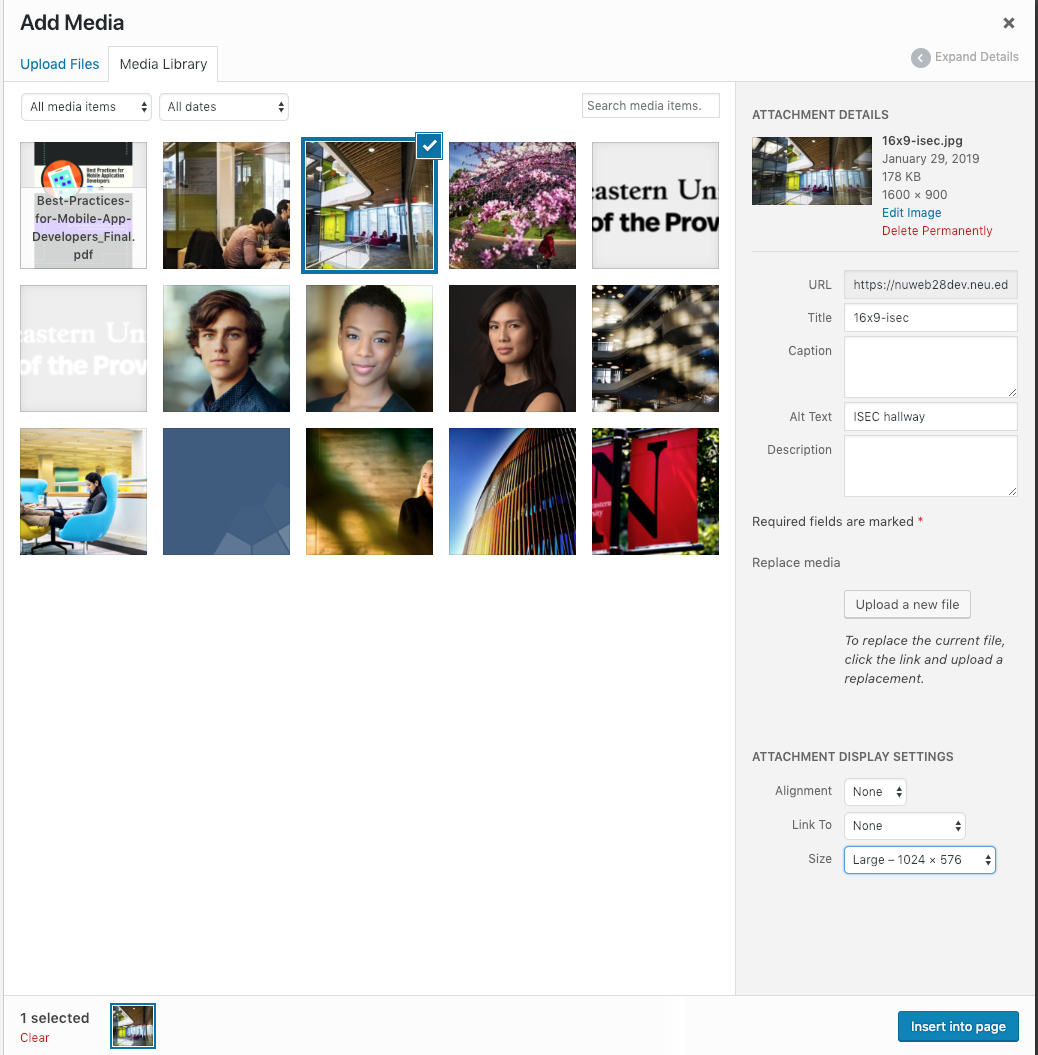 Add Media
Upload Files
Media Library
Expand Details
All media items
All dates
Search media items.
Best Practices for
Mobile Application
Developers
Best-Practices-
for-Mobile-App-
Developers_Final.
pdf
eastern Un
of the Prov
eastern Un
of the Prov
N
ATTACHMENT DETAILS
16x9-isec.jpg
January 29, 2019
178 KB
1600 × 900
Edit Image
Delete Permanently
URL https://nuweb28dev.neu.ed
Title 16x9-isec
Caption
Alt Text ISEC hallway
Description
Required fields are marked *
Replace media
Upload a new file
To replace the current file,
click the link and upload a
replacement.
ATTACHMENT DISPLAY SETTINGS
Alignment None
Link To None
Size Large – 1024 × 576
1 selected
Clear
Insert into page